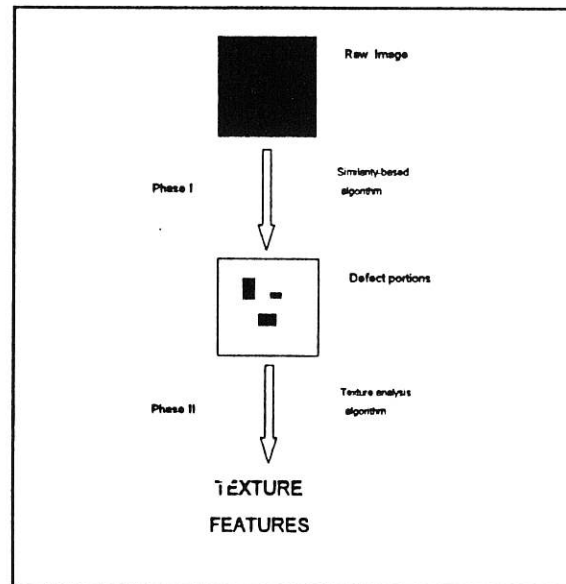 Raw Image
Phase I
Similarity-based
algorithm
Defect portions
Phase II
Texture analysis
algorithm
TEXTURE
FEATURES